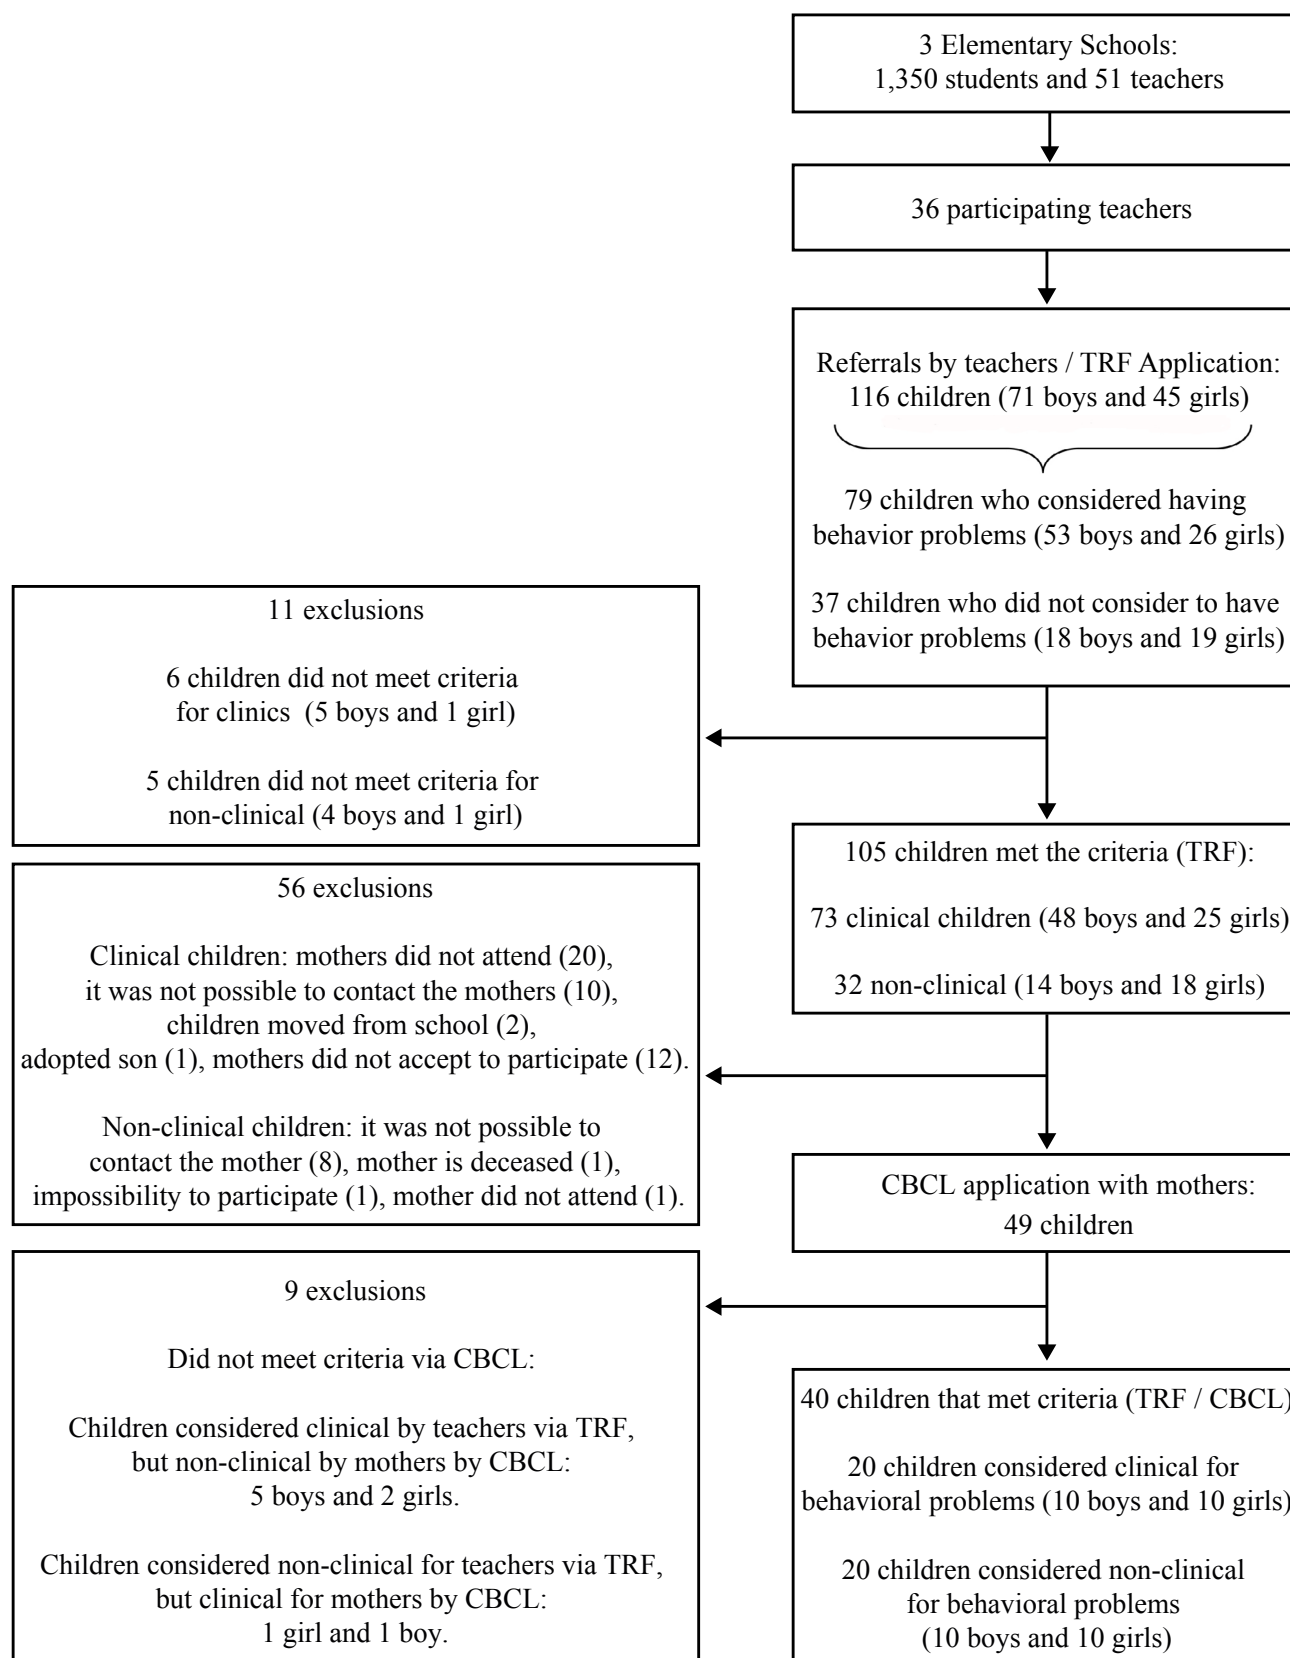 3 Elementary Schools:
1,350 students and 51 teachers
36 participating teachers
Referrals by teachers / TRF Application:
116 children (71 boys and 45 girls)
79 children who considered having
behavior problems (53 boys and 26 girls)
37 children who did not consider to have
behavior problems (18 boys and 19 girls)
11 exclusions
6 children did not meet criteria
for clinics (5 boys and 1 girl)
5 children did not meet criteria for
non-clinical (4 boys and 1 girl)
105 children met the criteria (TRF):
73 clinical children (48 boys and 25 girls)
32 non-clinical (14 boys and 18 girls)
56 exclusions
Clinical children: mothers did not attend (20),
it was not possible to contact the mothers (10),
children moved from school (2),
adopted son (1), mothers did not accept to participate (12).
Non-clinical children: it was not possible to
contact the mother (8), mother is deceased (1),
impossibility to participate (1), mother did not attend (1).
CBCL application with mothers:
49 children
9 exclusions
Did not meet criteria via CBCL:
Children considered clinical by teachers via TRF,
but non-clinical by mothers by CBCL:
5 boys and 2 girls.
Children considered non-clinical for teachers via TRF,
but clinical for mothers by CBCL:
1 girl and 1 boy.
40 children that met criteria (TRF / CBCL)
20 children considered clinical for
behavioral problems (10 boys and 10 girls)
20 children considered non-clinical
for behavioral problems
(10 boys and 10 girls)